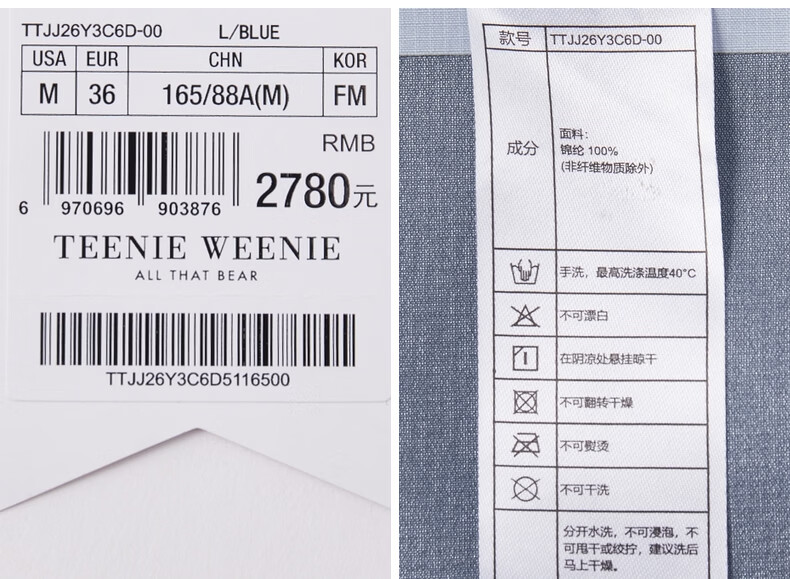 TTJJ26Y3C6D-00 L/BLUE
USA EUR CHN KOR
M 36 165/88A(M) FM
RMB
2780元
6 970696 903876
TEENIE WEENIE
ALL THAT BEAR
TTJJ26Y3C6D5116500
款号 TTJJ26Y3C6D-00
成分
面料:
锦纶 100%
(非纤维物质除外)
手洗，最高洗涤温度40°C
不可漂白
在阴凉处悬挂晾干
不可翻转干燥
不可熨烫
不可干洗
分开水洗，不可浸泡，不
可甩干或绞拧，建议洗后
马上干燥。